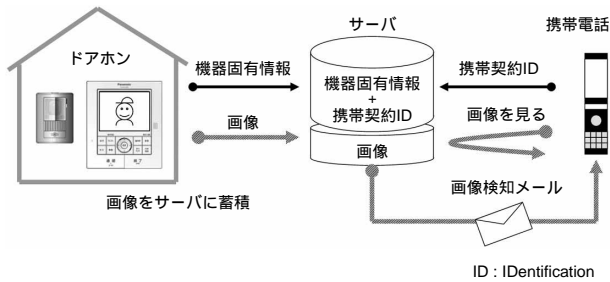 サーバ
携帯電話
ドアホン
機器固有情報
機器固有情報
+
携帯契約ID
携帯契約ID
画像
画像
画像を見る
画像をサーバに蓄積
画像検知メール
ID : IDentification